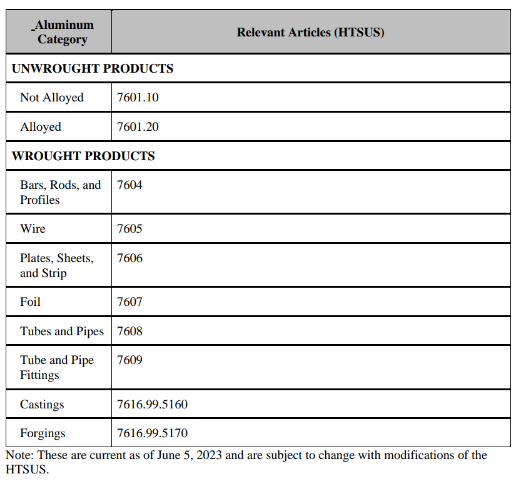 _Aluminum
Category
Relevant Articles (HTSUS)
UNWROUGHT PRODUCTS
Not Alloyed
7601.10
Alloyed
7601.20
WROUGHT PRODUCTS
Bars, Rods, and
Profiles
7604
Wire
7605
Plates, Sheets,
and Strip
7606
Foil
7607
Tubes and Pipes
7608
Tube and Pipe
Fittings
7609
Castings
7616.99.5160
Forgings
7616.99.5170
Note: These are current as of June 5, 2023 and are subject to change with modifications of the
HTSUS.